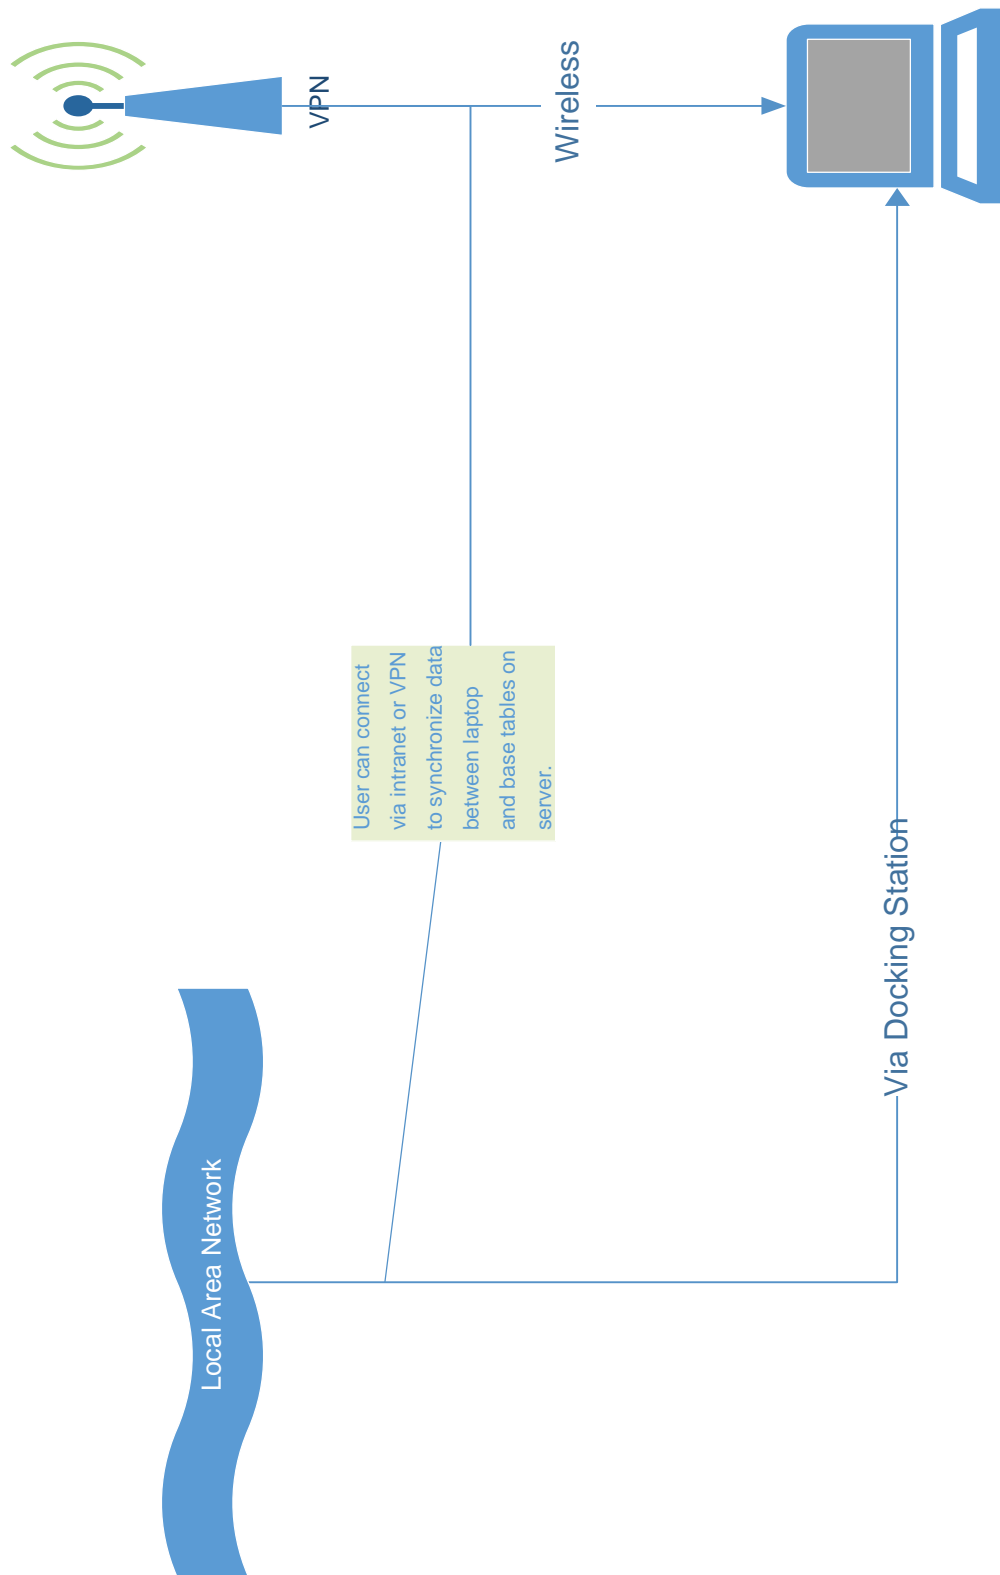 Local Area Network
User can connect
via intranet or VPN
to synchronize data
between laptop
and base tables on
server.
VPN
Wireless
Via Docking Station